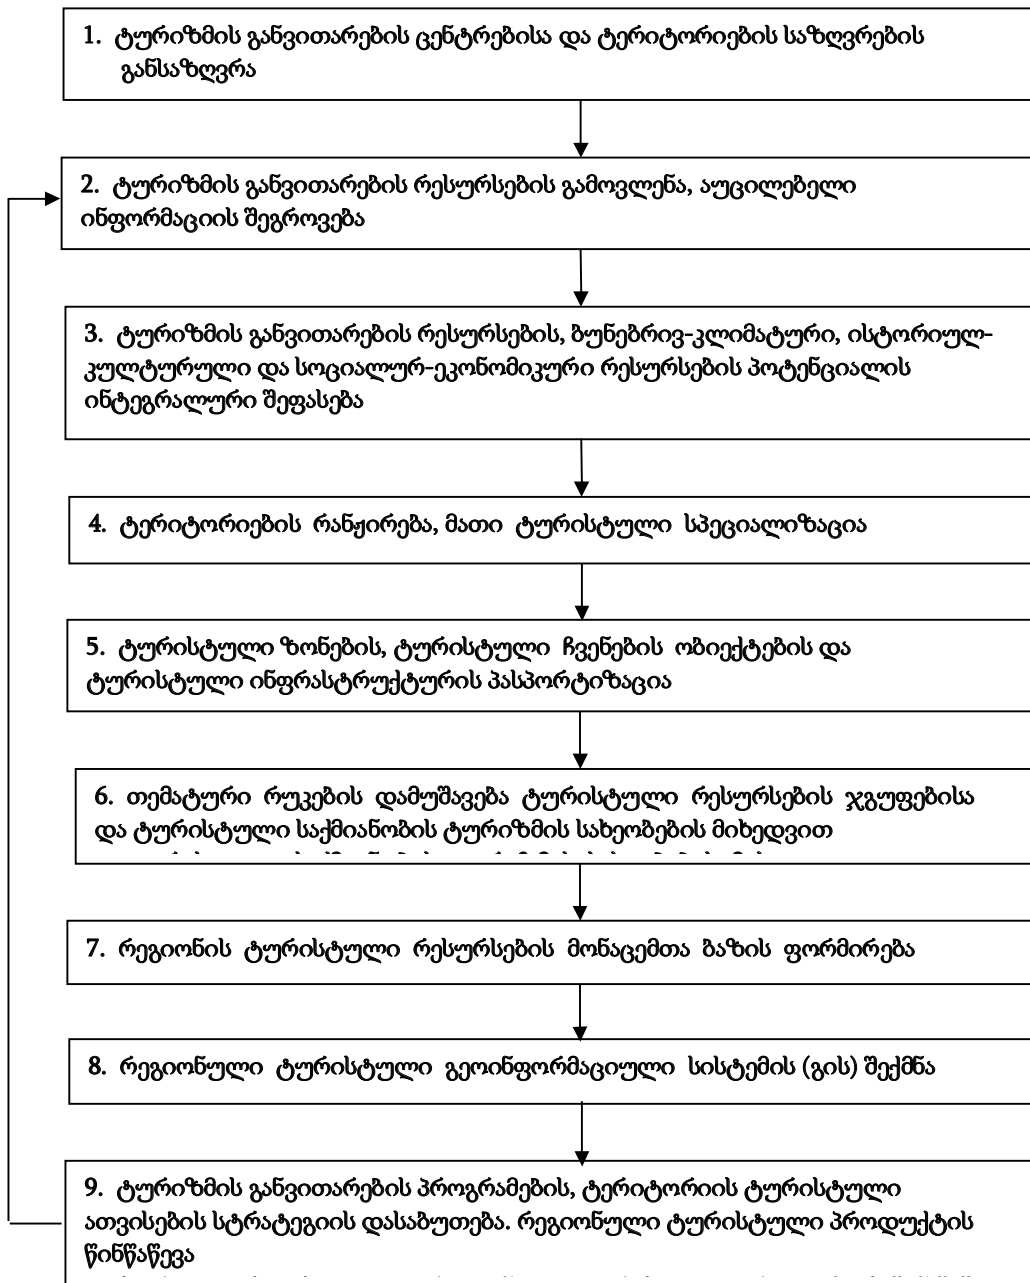 1. ტურიზმის განვითარების ცენტრებისა და ტერიტორიების საზღვრების
განსაზღვრა
2. ტურიზმის განვითარების რესურსების გამოვლენა, აუცილებელი
ინფორმაციის შეგროვება
3. ტურიზმის განვითარების რესურსების, ბუნებრივ-კლიმატური, ისტორიულ-
კულტურული და სოციალურ-ეკონომიკური რესურსების პოტენციალის
ინტეგრალური შეფასება
4. ტერიტორიების რანჟირება, მათი ტურისტული სპეციალიზაცია
5. ტურისტული ზონების, ტურისტული ჩვენების ობიექტების და
ტურისტული ინფრასტრუქტურის პასპორტიზაცია
6. თემატური რუკების დამუშავება ტურისტული რესურსების ჯგუფებისა
და ტურისტული საქმიანობის ტურიზმის სახეობების მიხედვით
7. რეგიონის ტურისტული რესურსების მონაცემთა ბაზის ფორმირება
8. რეგიონული ტურისტული გეოინფორმაციული სისტემის (გის) შექმნა
9. ტურიზმის განვითარების პროგრამების, ტერიტორიის ტურისტული
ათვისების სტრატეგიის დასაბუთება. რეგიონული ტურისტული პროდუქტის
წინწაწევა